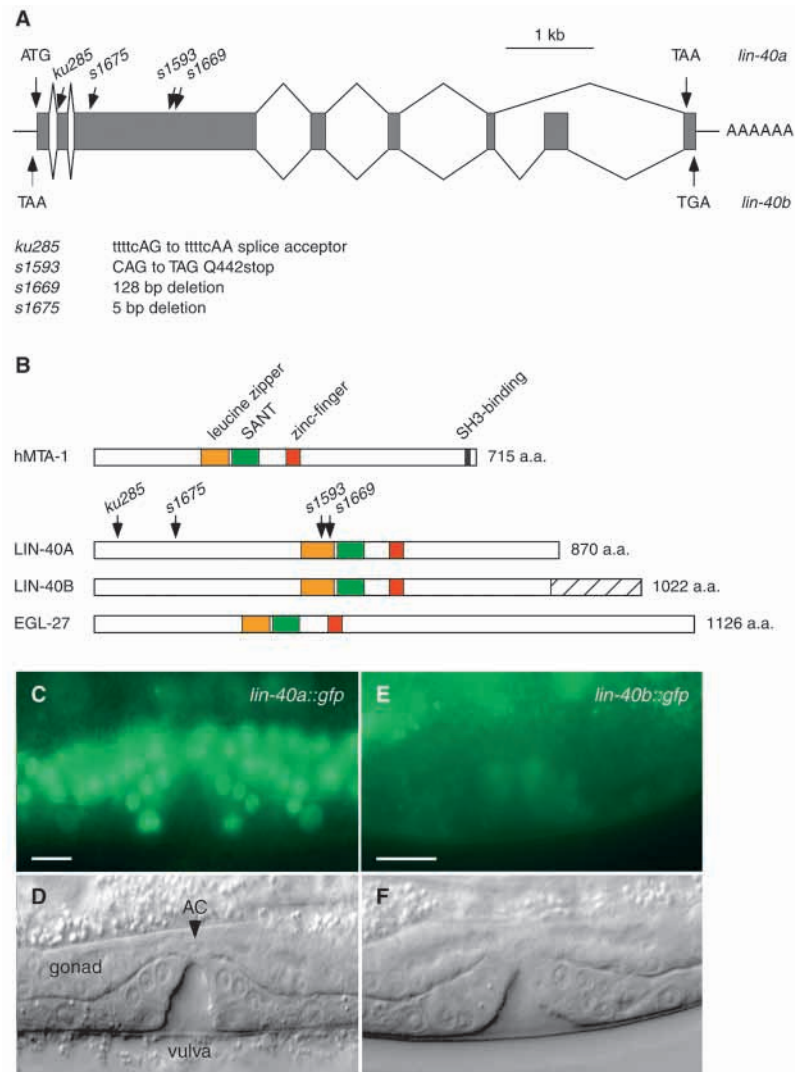 A
1 kb
ATG
ku285
s1675
s1593
s1669
TAA
lin-40a
AAAAAA
TAA
TGA
lin-40b
ku285 ttttcAG to ttttcAA splice acceptor
s1593 CAG to TAG Q442stop
s1669 128 bp deletion
s1675 5 bp deletion
B
leucine zipper
SANT
zinc-finger
SH3-binding
hMTA-1
715 a.a.
ku285
s1675
s1593
s1669
LIN-40A
870 a.a.
LIN-40B
1022 a.a.
EGL-27
1126 a.a.
C
lin-40a::gfp
E
lin-40b::gfp
D
AC
gonad
vulva
F